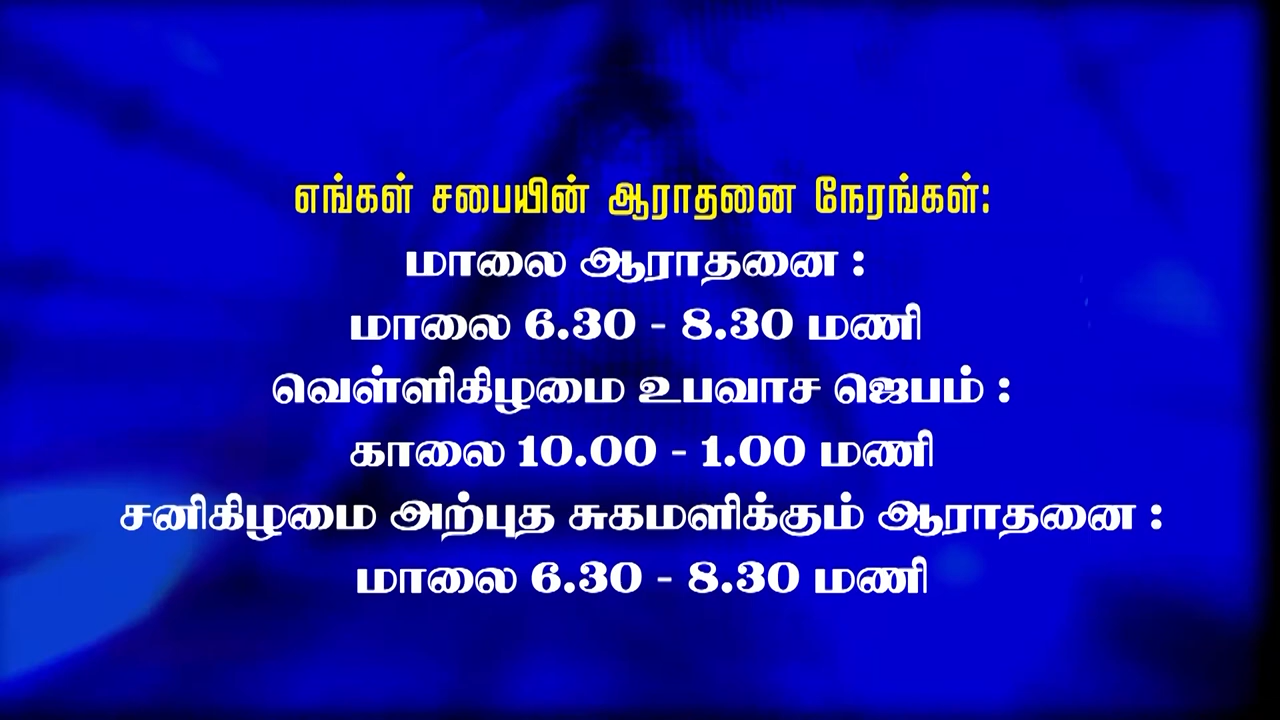 எங்கள் சபையின் ஆராதனை நேரங்கள்:
மாலை ஆராதனை :
மாலை 6.30 - 8.30 மணி
வெள்ளிகிழமை உபவாச ஜெபம் :
காலை 10.00 - 1.00 மணி
சனிகிழமை அற்புத சுகமளிக்கும் ஆராதனை :
மாலை 6.30 - 8.30 மணி